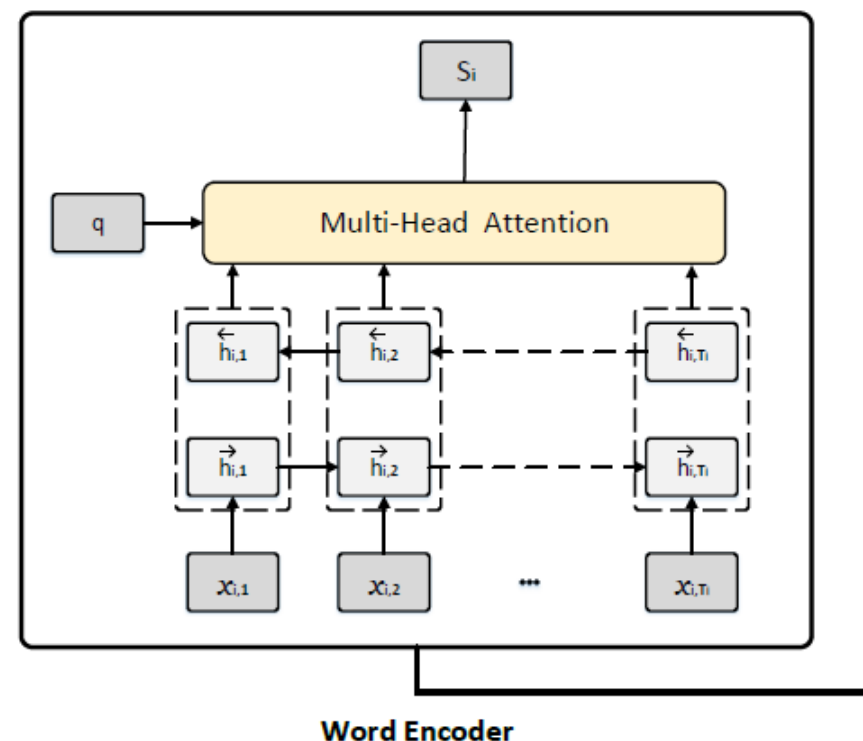 Sᵢ
q
Multi-Head Attention
←hᵢ,₁ ←hᵢ,₂ ←hᵢ,Tᵢ
→hᵢ,₁ →hᵢ,₂ →hᵢ,Tᵢ
xᵢ,₁ xᵢ,₂ ... xᵢ,Tᵢ
Word Encoder